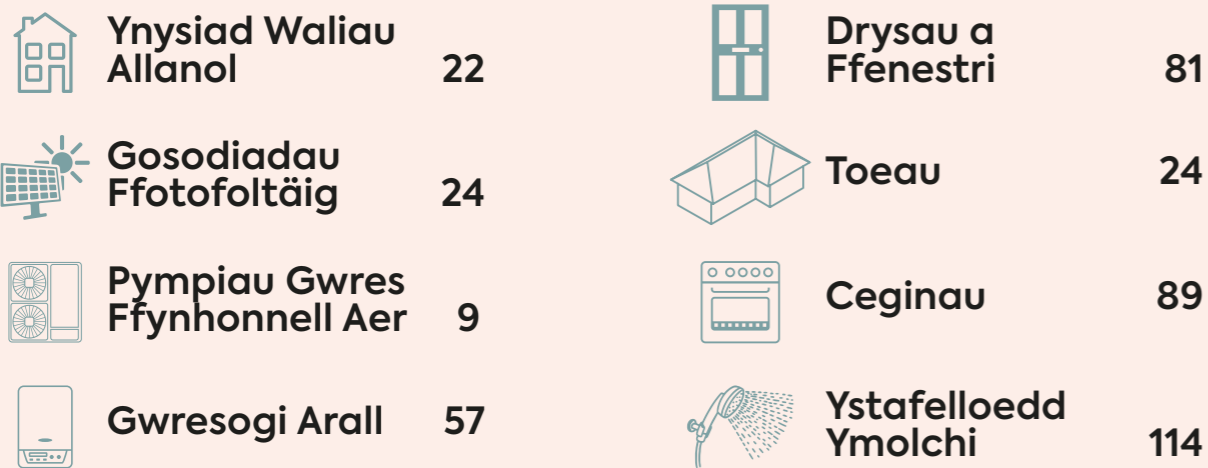 Ynysiad Waliau
Allanol 22
Gosodiadau
Ffotofoltäig 24
Pympiau Gwres
Ffynhonnell Aer 9
Gwresogi Arall 57
Drysau a
Ffenestri 81
Toeau 24
Ceginau 89
Ystafelloedd
Ymolchi 114